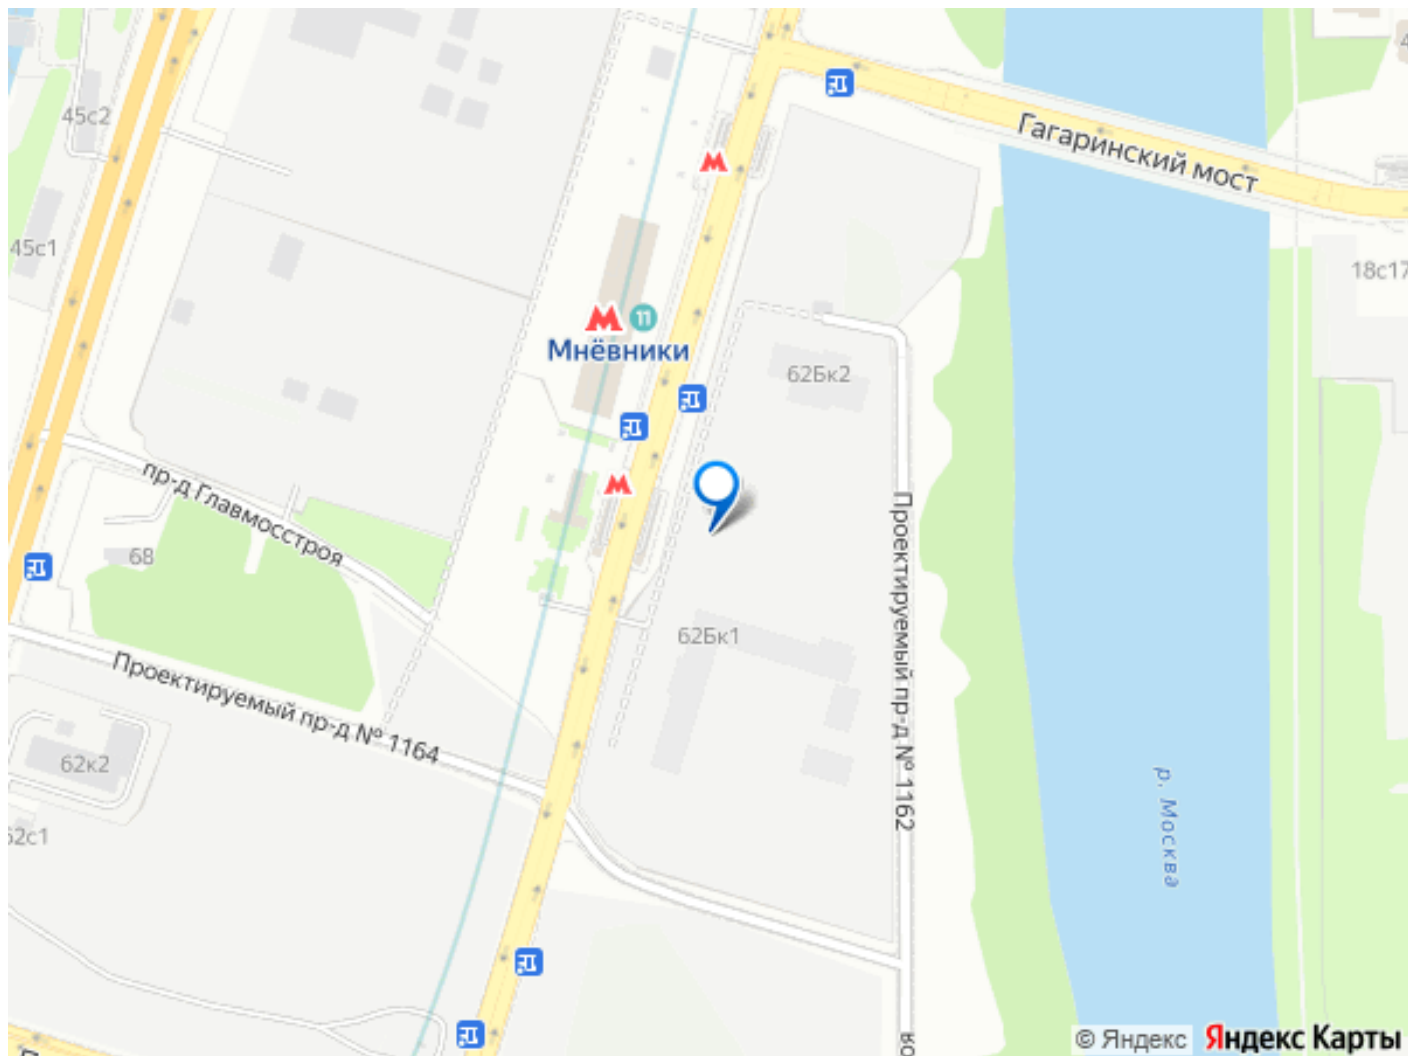 45с2
Гагаринский мост
45с1
18с17
11
Мнёвники
62Бк2
пр-д Главмосстроя
68
Проектируемый пр-д № 1162
62Бк1
Проектируемый пр-д № 1164
62к2
р. Москва
62с1
© Яндекс
Яндекс Карты